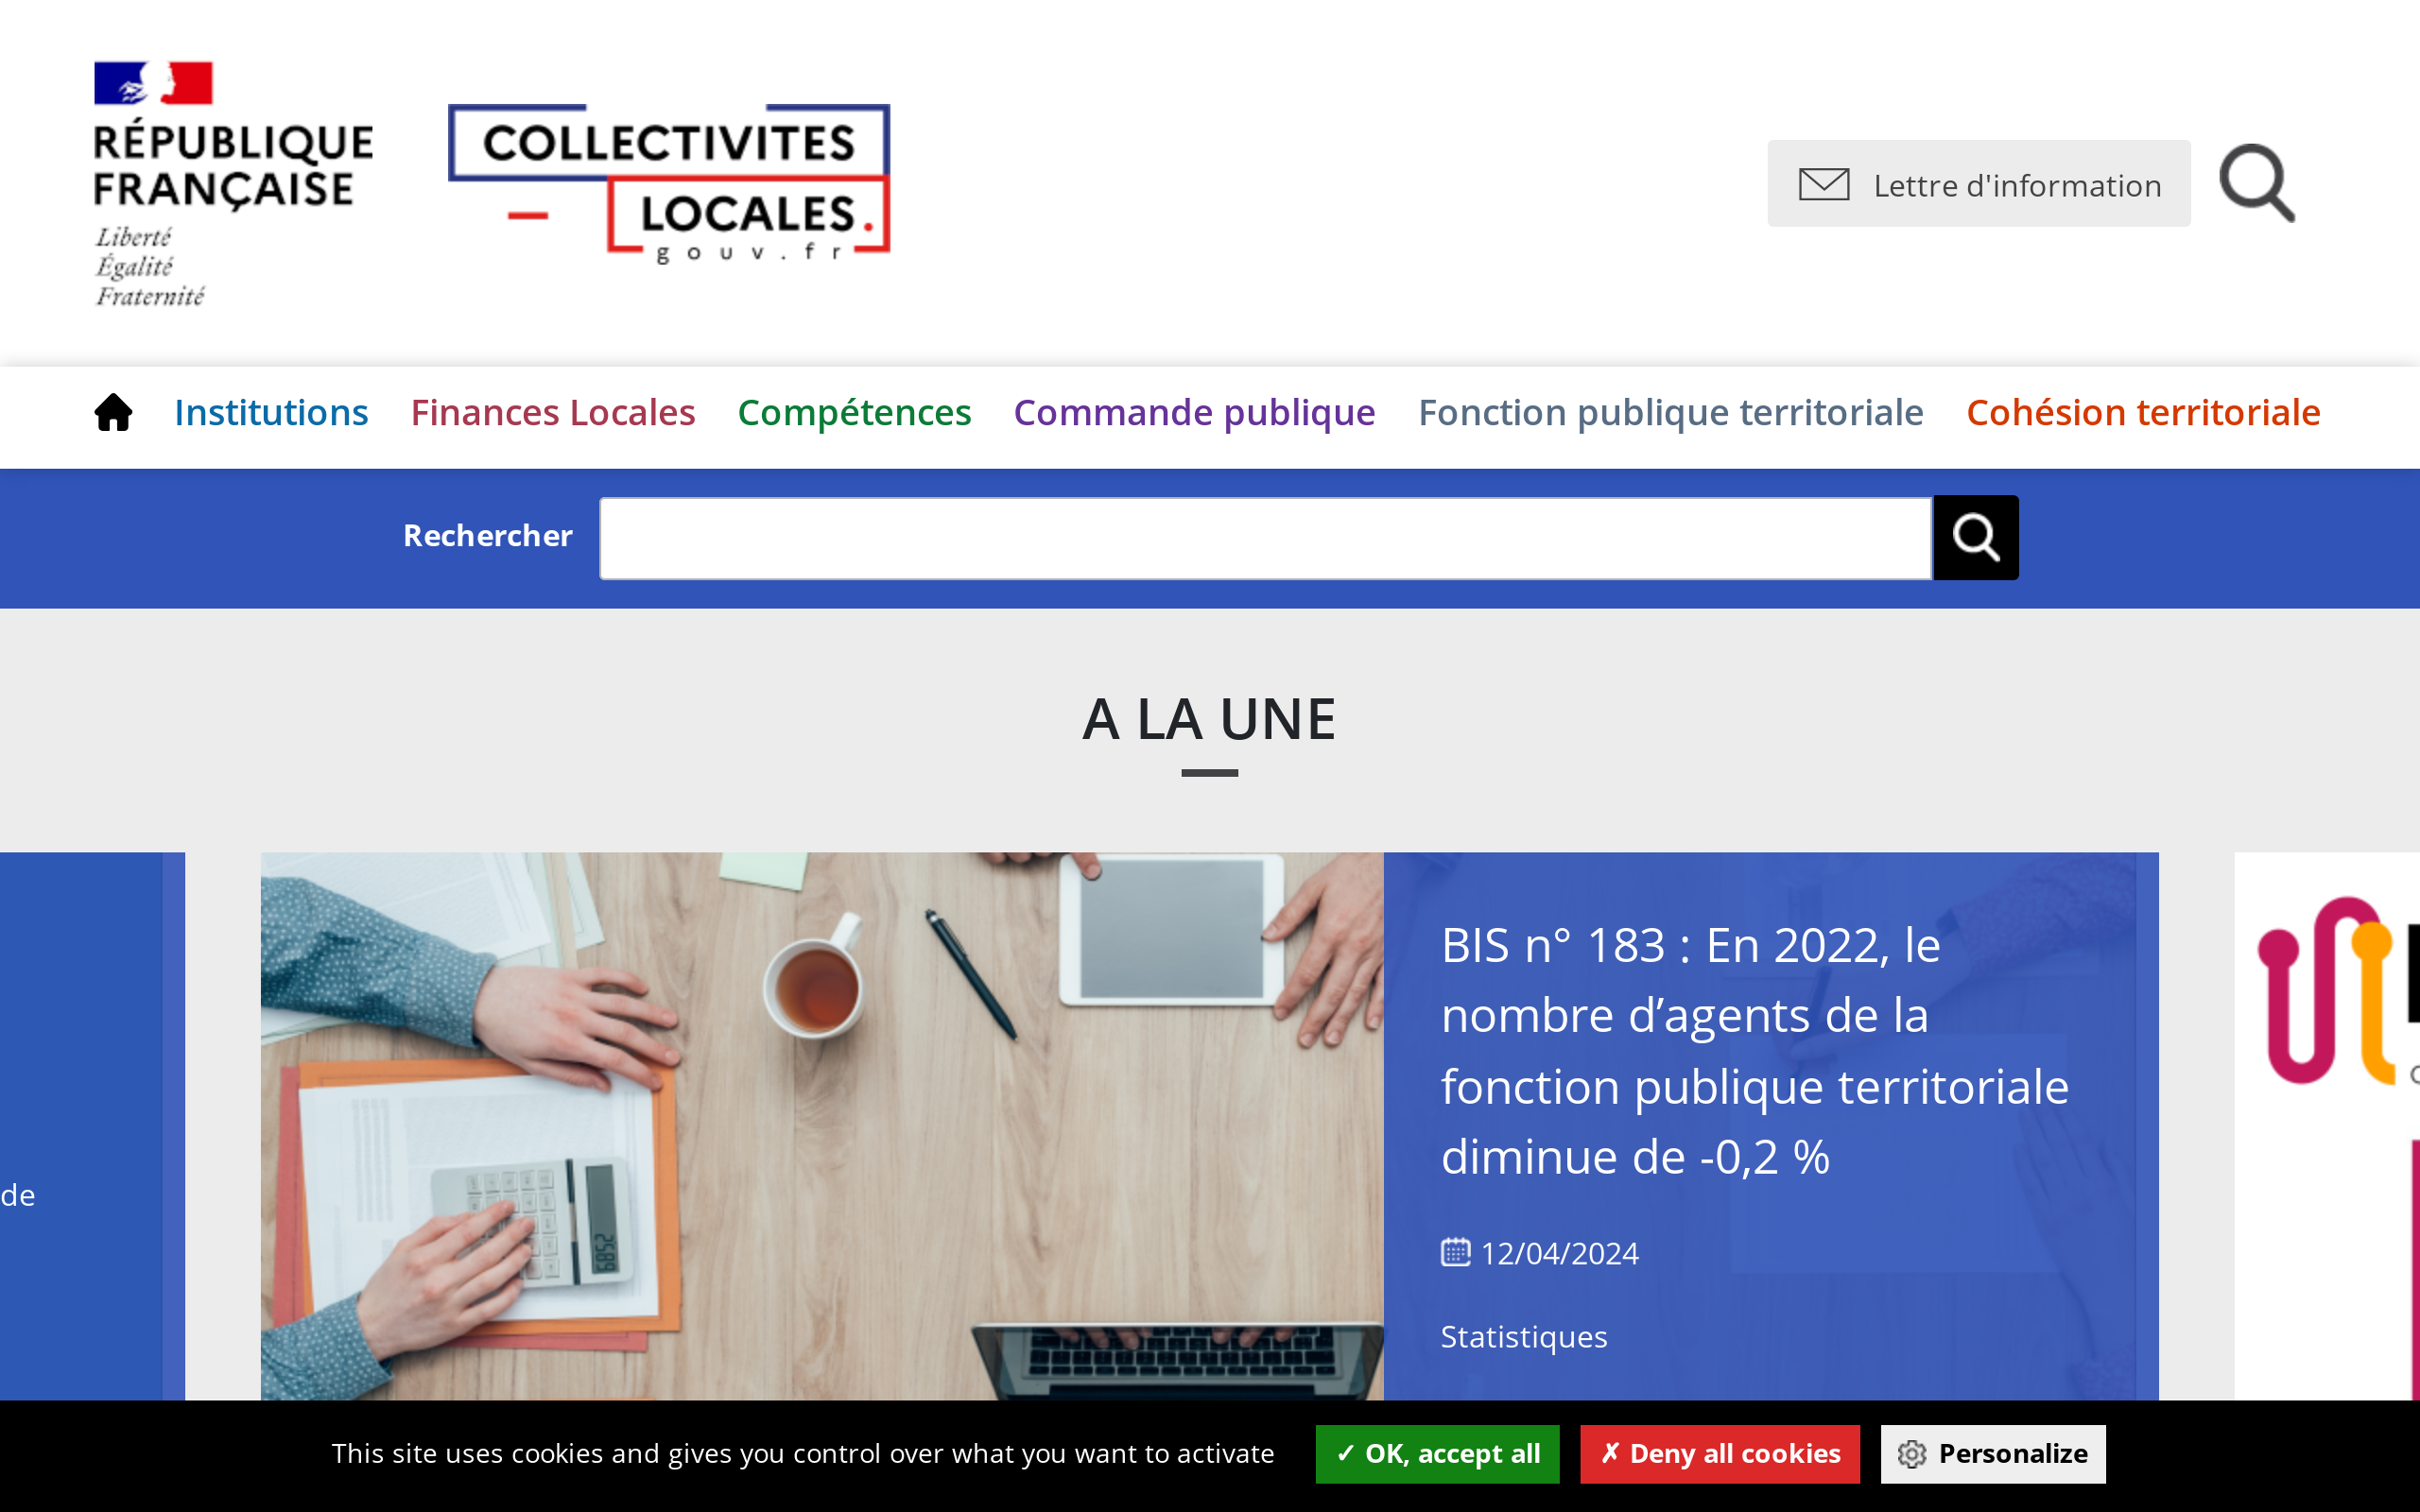 RÉPUBLIQUE
FRANÇAISE
Liberté
Égalité
Fraternité
COLLECTIVITES
LOCALES.
gouv.fr
Lettre d'information
Institutions Finances Locales Compétences Commande publique Fonction publique territoriale Cohésion territoriale
Rechercher
A LA UNE
de
BIS n° 183 : En 2022, le
nombre d’agents de la
fonction publique territoriale
diminue de -0,2 %
12/04/2024
Statistiques
This site uses cookies and gives you control over what you want to activate ✓ OK, accept all ✗ Deny all cookies Personalize